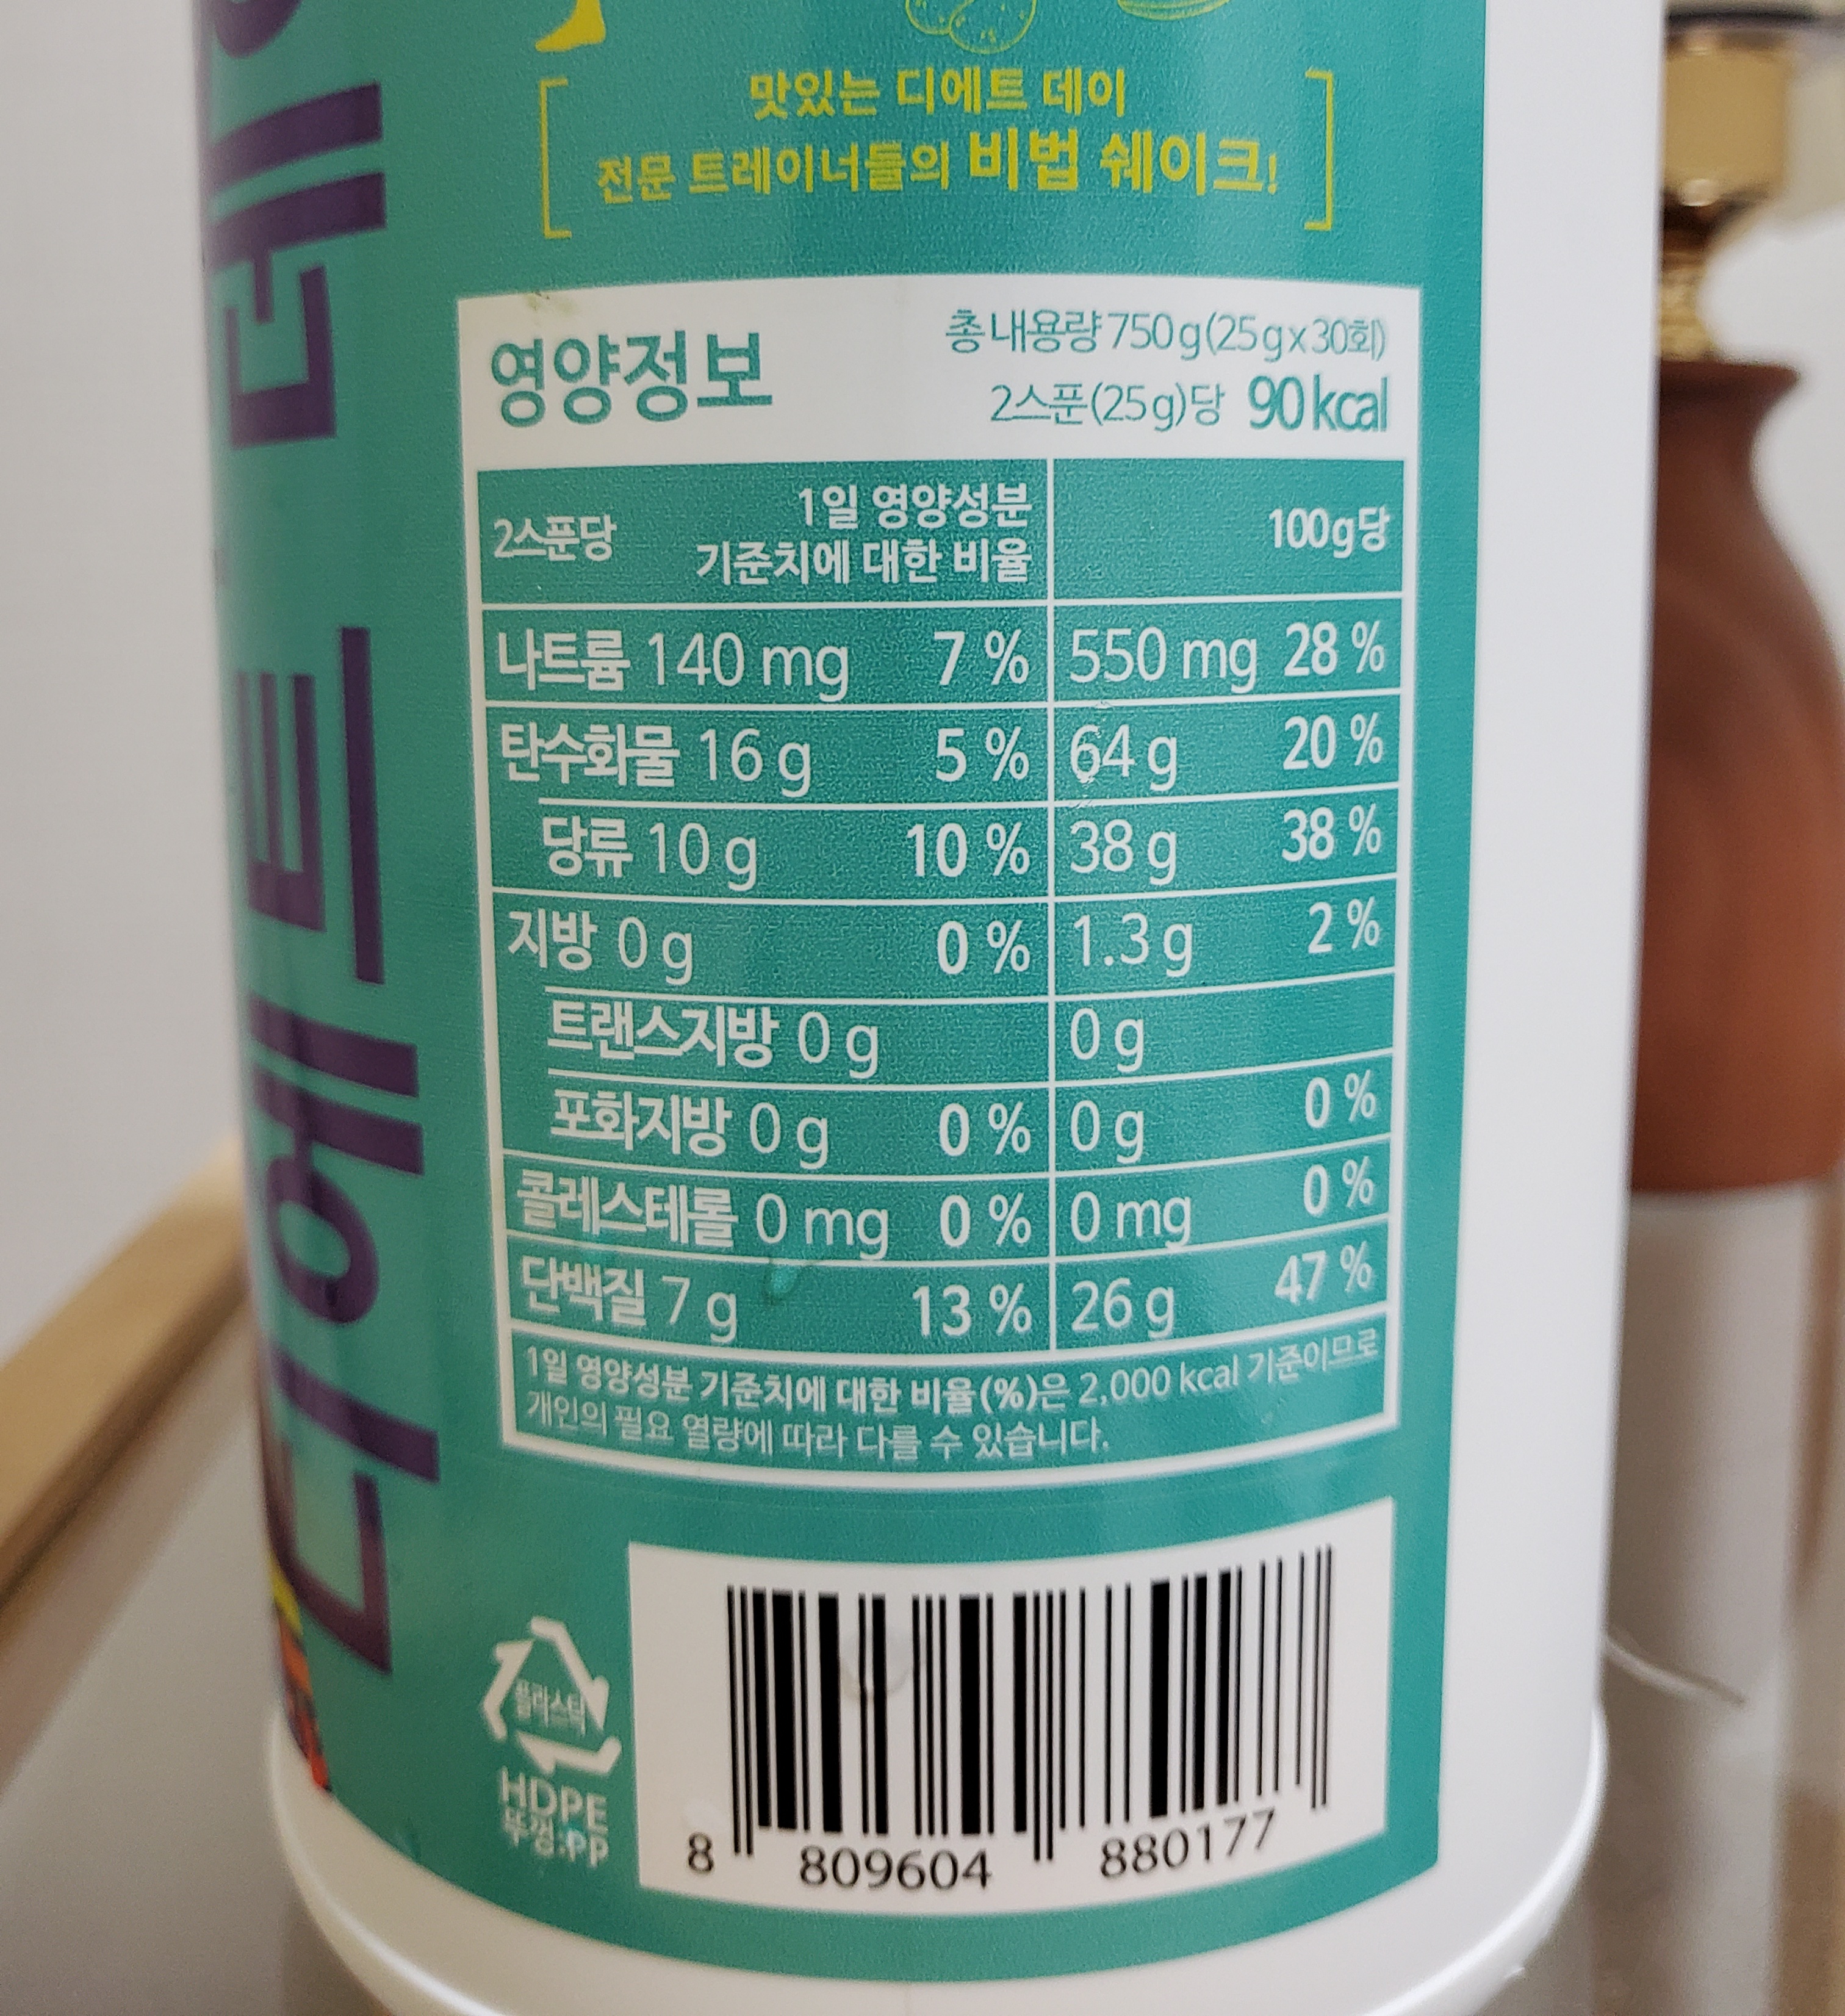 디에트 데이
맛있는 디에트 데이
전문 트레이너들의 비법 쉐이크!
영양정보
총 내용량 750g(25gx30회)
2스푼(25g)당 90kcal
2스푼당 1일 영양성분 기준치에 대한 비율 100g당
나트륨 140 mg 7 % 550 mg 28 %
탄수화물 16 g 5 % 64 g 20 %
당류 10 g 10 % 38 g 38 %
지방 0 g 0 % 1.3 g 2 %
트랜스지방 0 g 0 g
포화지방 0 g 0 % 0 g 0 %
콜레스테롤 0 mg 0 % 0 mg 0 %
단백질 7 g 13 % 26 g 47 %
1일 영양성분 기준치에 대한 비율(%)은 2,000 kcal 기준이므로
개인의 필요 열량에 따라 다를 수 있습니다.
플라스틱
HDPE
뚜껑:PP
8 809604 880177